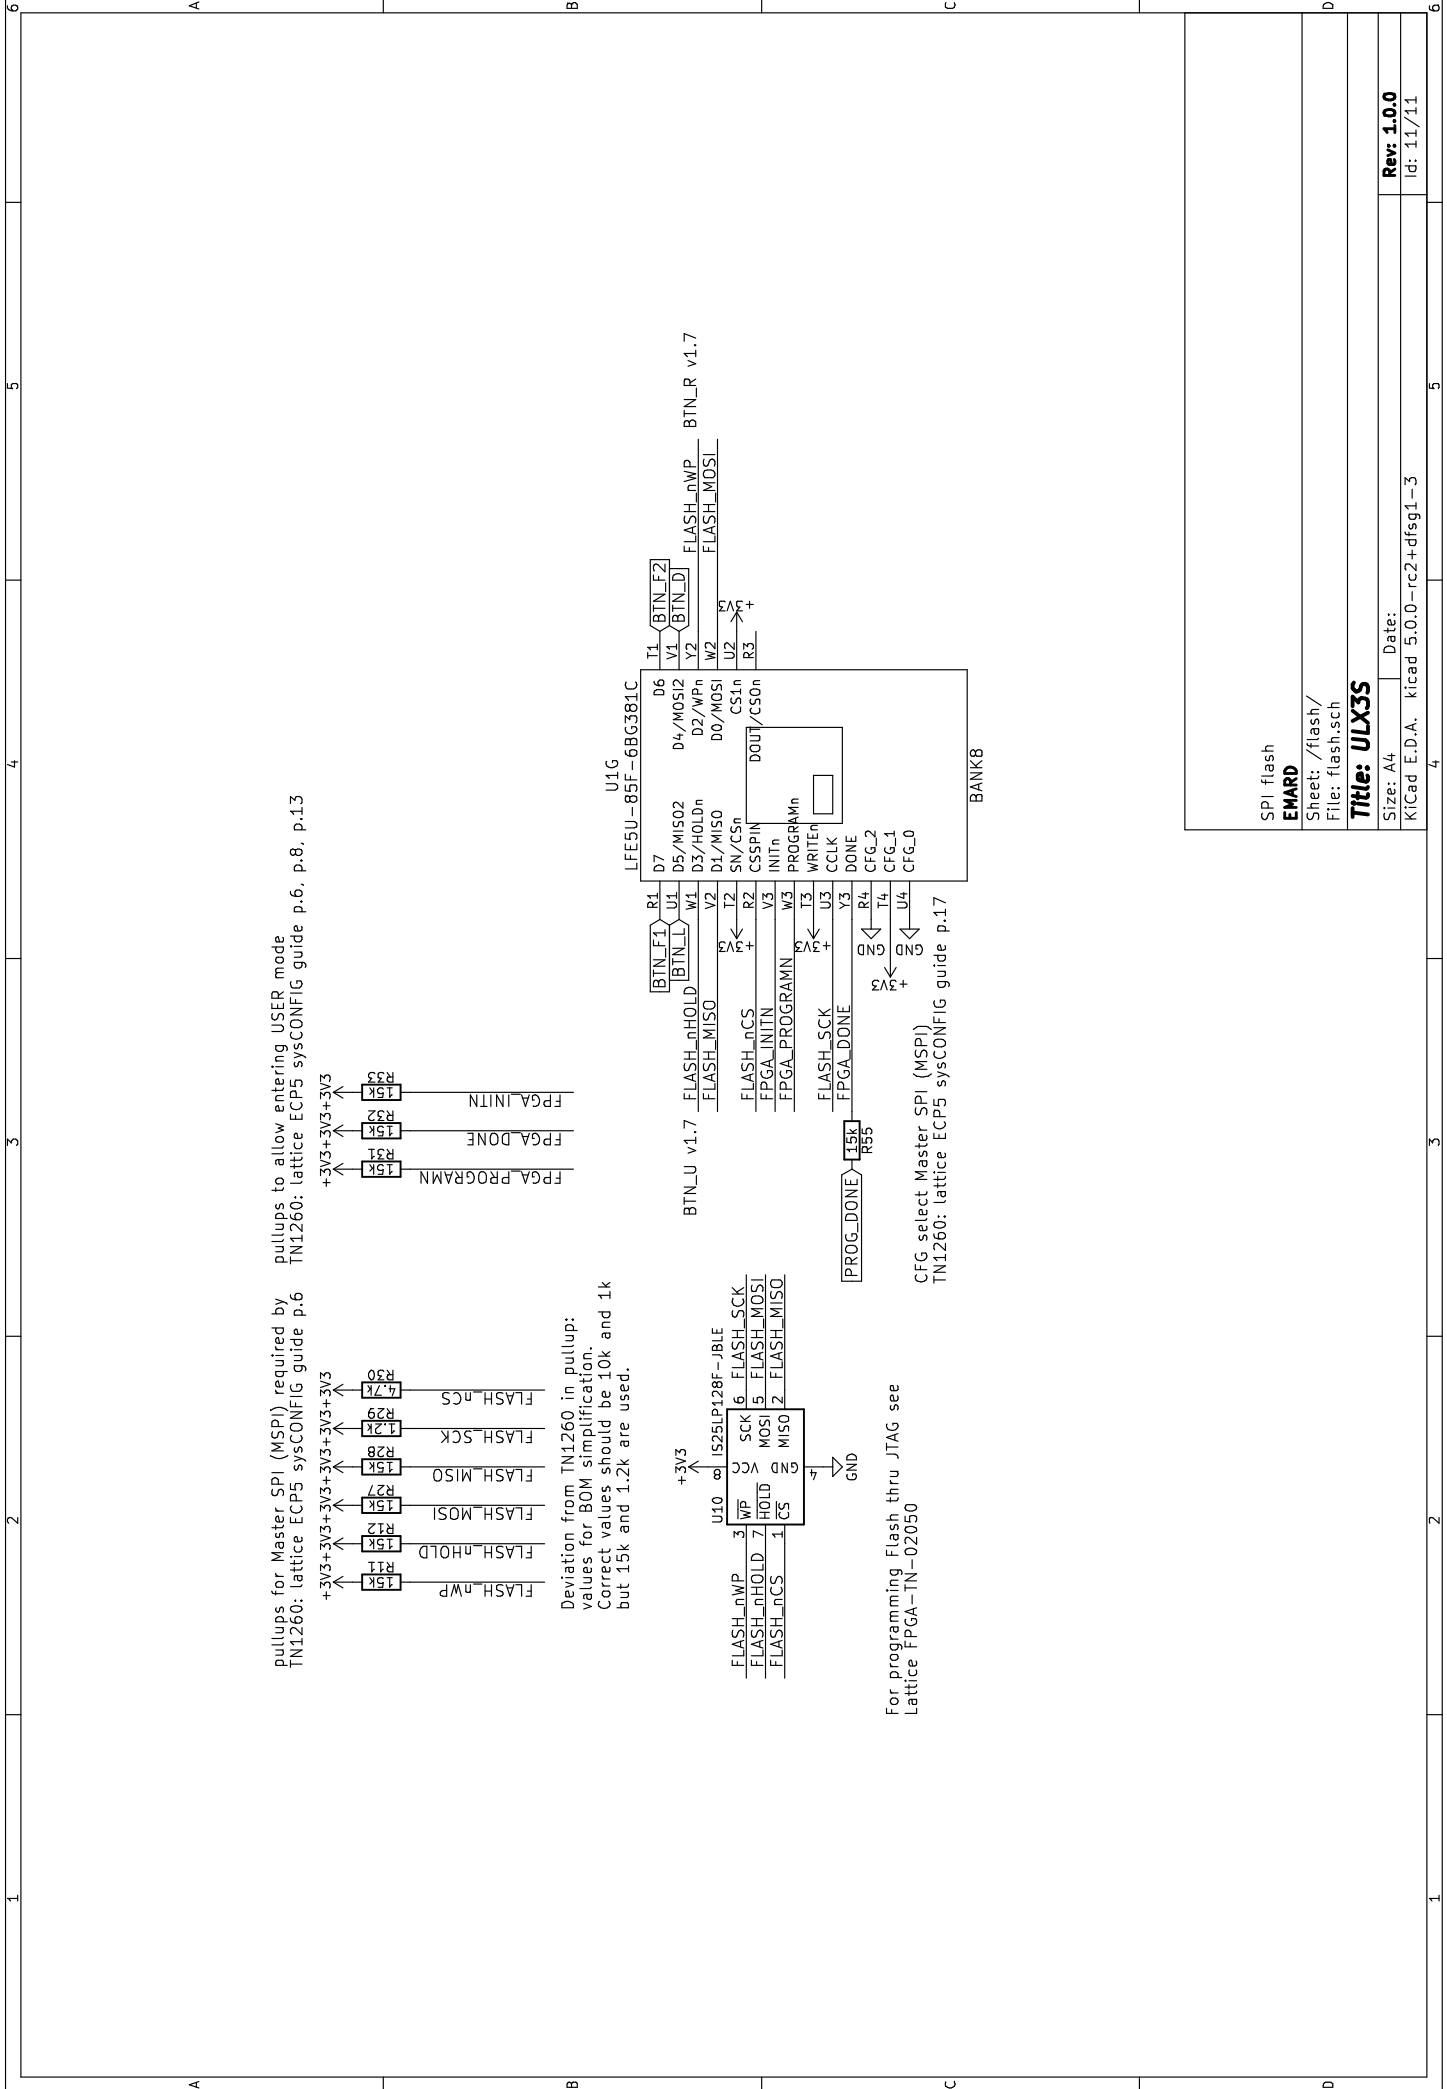 pullups for Master SPI (MSPI) required by
TN1260: lattice ECP5 sysCONFIG guide p.6
pullups to allow entering USER mode
TN1260: lattice ECP5 sysCONFIG guide p.6, p.8, p.13
+3V3+3V3+3V3+3V3+3V3+3V3
R11 R12 R27 R28 R29 R30
15k 15k 15k 15k 1.2k 4.7k
FLASH_nWP
FLASH_nHOLD
FLASH_MOSI
FLASH_MISO
FLASH_SCK
FLASH_nCS
+3V3+3V3+3V3
R31 R32 R33
15k 15k 15k
FPGA_PROGRAMN
FPGA_DONE
FPGA_INITN
Deviation from TN1260 in pullup:
values for BOM simplification.
Correct values should be 10k and 1k
but 15k and 1.2k are used.
+3V3
U10 8 IS25LP128F-JBLE
FLASH_nWP 3 WP VCC SCK 6 FLASH_SCK
FLASH_nHOLD 7 HOLD MOSI 5 FLASH_MOSI
FLASH_nCS 1 CS GND MISO 2 FLASH_MISO
4
GND
For programming Flash thru JTAG see
Lattice FPGA-TN-02050
U1G
LFE5U-85F-6BG381C
BTN_F1 R1 D7 D6 T1 BTN_F2
BTN_L U1 D5/MISO2 D4/MOSI2 V1 BTN_D
BTN_U v1.7 FLASH_nHOLD W1 D3/HOLDn D2/WPn Y2 FLASH_nWP BTN_R v1.7
FLASH_MISO V2 D1/MISO D0/MOSI W2 FLASH_MOSI
+3V3 T2 SN/CSn CS1n U2 +3V3
FLASH_nCS R2 CSSPIN DOUT/CSOn R3
FPGA_INITN V3 INITn
FPGA_PROGRAMN W3 PROGRAMn
+3V3 T3 WRITEn
FLASH_SCK U3 CCLK
PROG_DONE 15k R55 FPGA_DONE Y3 DONE
GND R4 CFG_2
+3V3 T4 CFG_1
GND U4 CFG_0
BANK8
CFG select Master SPI (MSPI)
TN1260: lattice ECP5 sysCONFIG guide p.17
SPI flash
EMARD
Sheet: /flash/
File: flash.sch
Title: ULX3S
Size: A4 Date: Rev: 1.0.0
KiCad E.D.A. kicad 5.0.0-rc2+dfsg1-3 Id: 11/11
1 2 3 4 5 6
1 2 3 4 5 6
A B C D
A B C D